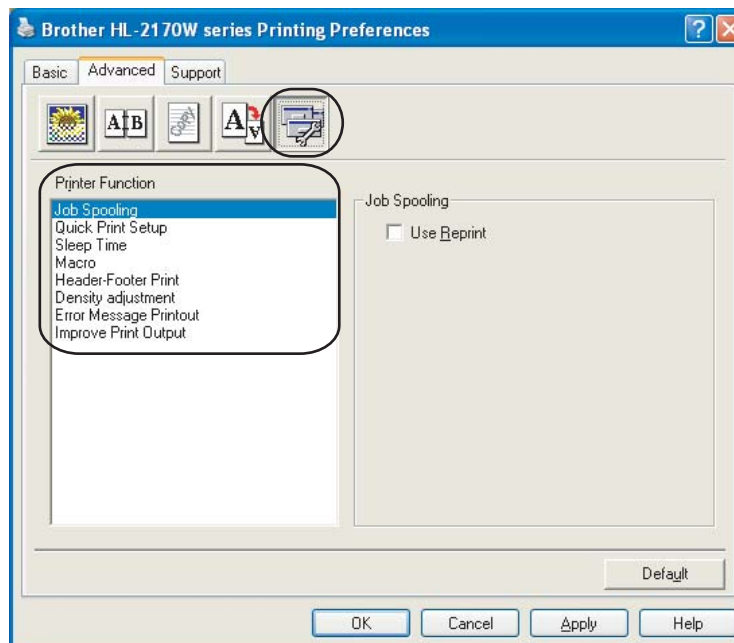 Brother HL-2170W series Printing Preferences
Basic Advanced Support
A B
COPY
A V
Printer Function
Job Spooling
Quick Print Setup
Sleep Time
Macro
Header-Footer Print
Density adjustment
Error Message Printout
Improve Print Output
Job Spooling
Use Reprint
Default
OK Cancel Apply Help